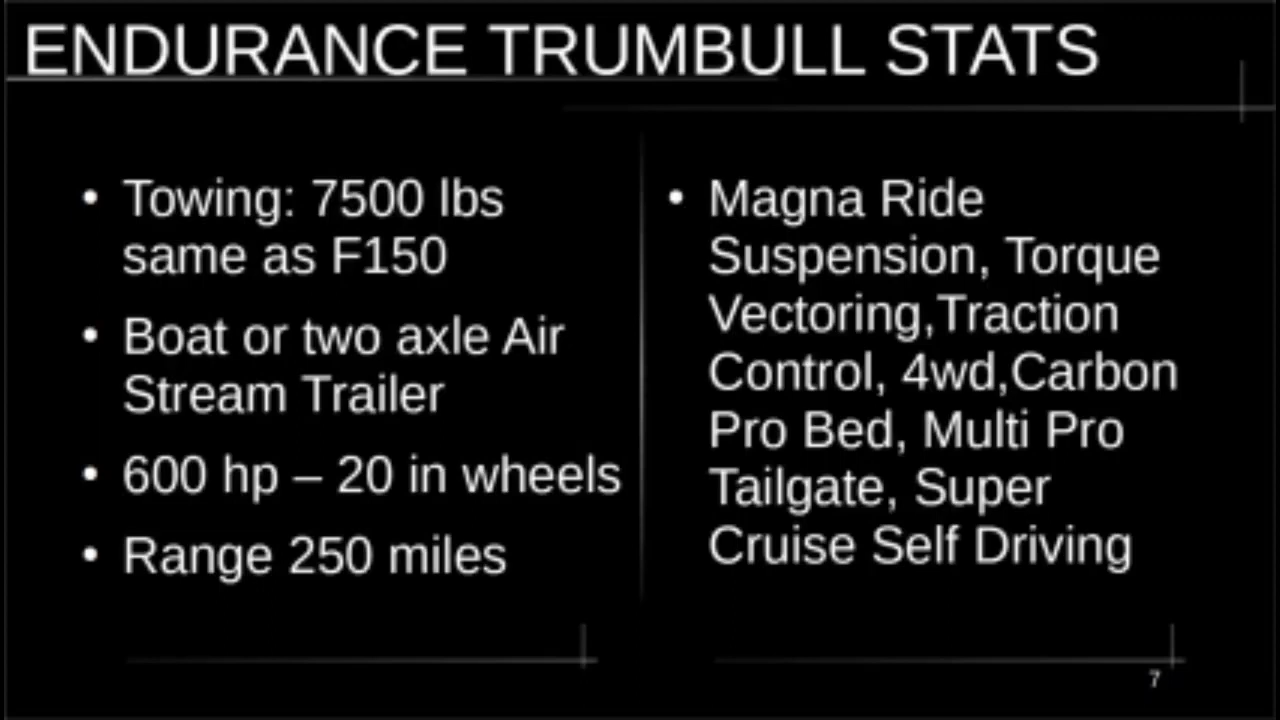 ENDURANCE TRUMBULL STATS
• Towing: 7500 lbs
same as F150
• Boat or two axle Air
Stream Trailer
• 600 hp – 20 in wheels
• Range 250 miles
• Magna Ride
Suspension, Torque
Vectoring,Traction
Control, 4wd,Carbon
Pro Bed, Multi Pro
Tailgate, Super
Cruise Self Driving
7